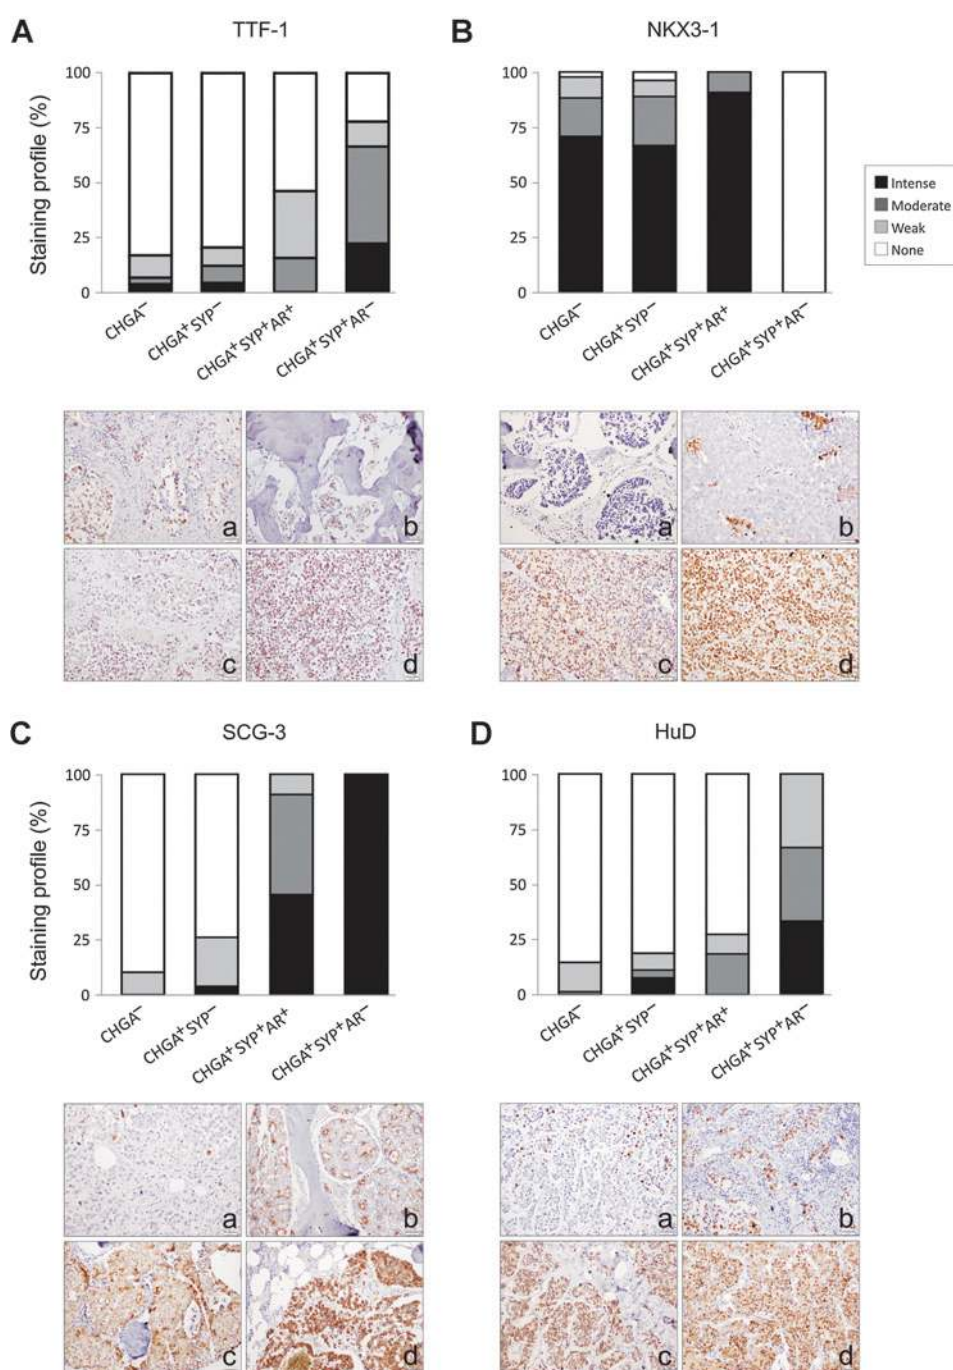 A
TTF-1
Staining profile (%)
100
75
50
25
0
CHGA⁻
CHGA⁺SYP⁻
CHGA⁺SYP⁺AR⁺
CHGA⁺SYP⁺AR⁻
a
b
c
d
B
NKX3-1
100
75
50
25
0
CHGA⁻
CHGA⁺SYP⁻
CHGA⁺SYP⁺AR⁺
CHGA⁺SYP⁺AR⁻
Intense
Moderate
Weak
None
a
b
c
d
C
SCG-3
Staining profile (%)
100
75
50
25
0
CHGA⁻
CHGA⁺SYP⁻
CHGA⁺SYP⁺AR⁺
CHGA⁺SYP⁺AR⁻
a
b
c
d
D
HuD
100
75
50
25
0
CHGA⁻
CHGA⁺SYP⁻
CHGA⁺SYP⁺AR⁺
CHGA⁺SYP⁺AR⁻
a
b
c
d